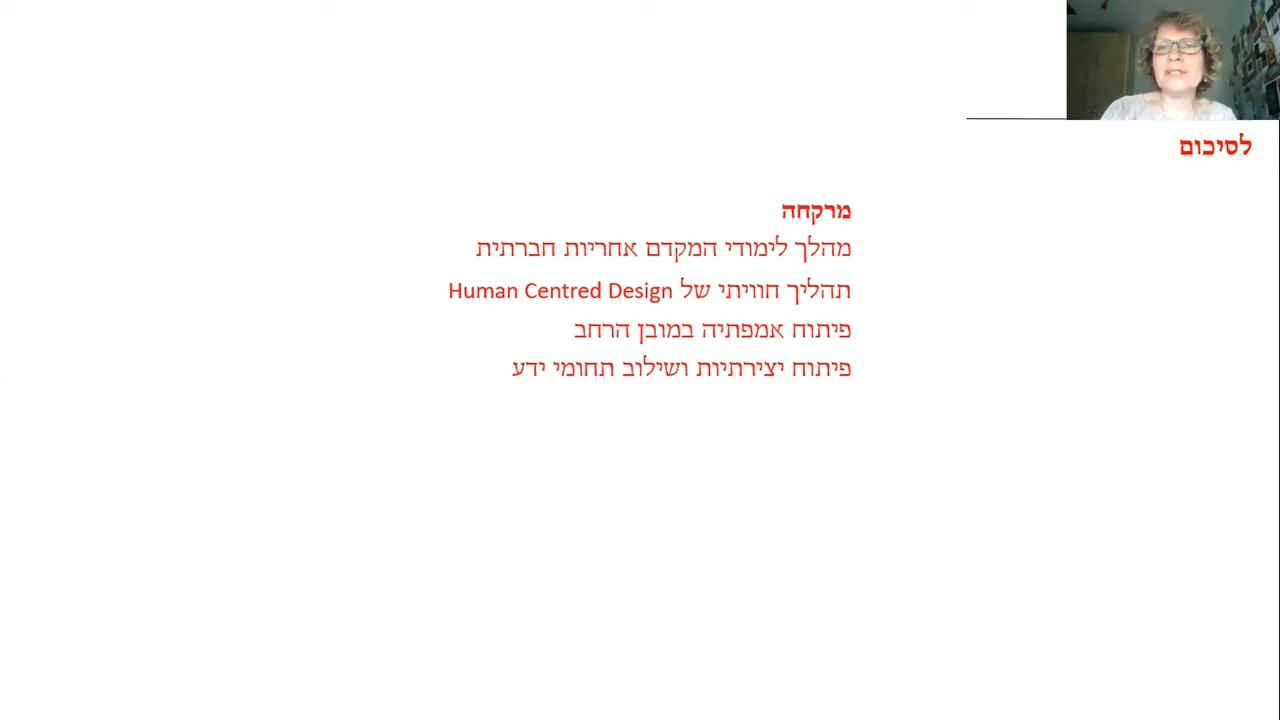 לסיכום
מרקחה
מהלך לימודי המקדם אחריות חברתית
תהליך חוויתי של Human Centred Design
פיתוח אמפתיה במובן הרחב
פיתוח יצירתיות ושילוב תחומי ידע